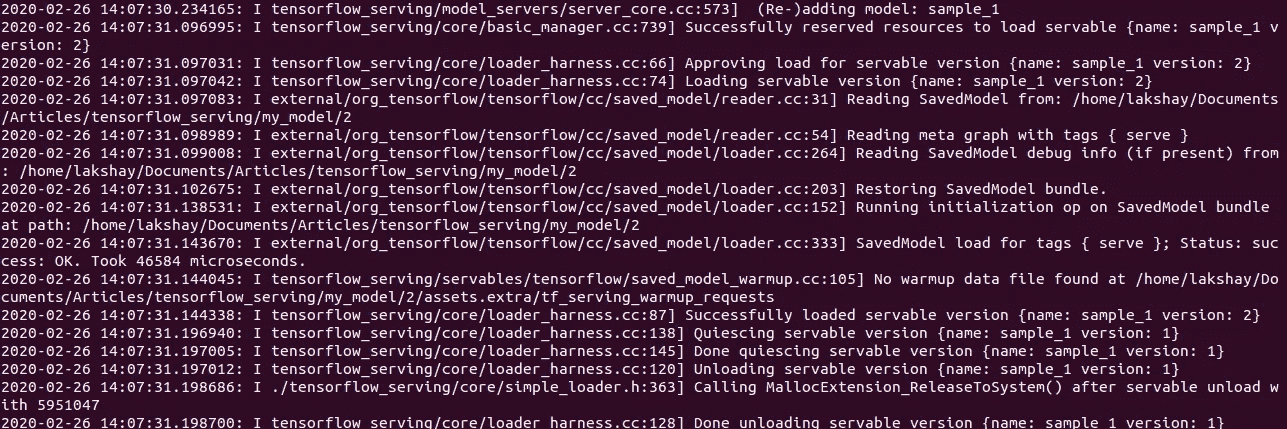 2020-02-26 14:07:30.234165: I tensorflow_serving/model_servers/server_core.cc:573]  (Re-)adding model: sample_1
2020-02-26 14:07:31.096995: I tensorflow_serving/core/basic_manager.cc:739] Successfully reserved resources to load servable {name: sample_1 v
ersion: 2}
2020-02-26 14:07:31.097031: I tensorflow_serving/core/loader_harness.cc:66] Approving load for servable version {name: sample_1 version: 2}
2020-02-26 14:07:31.097042: I tensorflow_serving/core/loader_harness.cc:74] Loading servable version {name: sample_1 version: 2}
2020-02-26 14:07:31.097083: I external/org_tensorflow/tensorflow/cc/saved_model/reader.cc:31] Reading SavedModel from: /home/lakshay/Documents
/Articles/tensorflow_serving/my_model/2
2020-02-26 14:07:31.098989: I external/org_tensorflow/tensorflow/cc/saved_model/reader.cc:54] Reading meta graph with tags { serve }
2020-02-26 14:07:31.099008: I external/org_tensorflow/tensorflow/cc/saved_model/loader.cc:264] Reading SavedModel debug info (if present) from
: /home/lakshay/Documents/Articles/tensorflow_serving/my_model/2
2020-02-26 14:07:31.102675: I external/org_tensorflow/tensorflow/cc/saved_model/loader.cc:203] Restoring SavedModel bundle.
2020-02-26 14:07:31.138531: I external/org_tensorflow/tensorflow/cc/saved_model/loader.cc:152] Running initialization op on SavedModel bundle
at path: /home/lakshay/Documents/Articles/tensorflow_serving/my_model/2
2020-02-26 14:07:31.143670: I external/org_tensorflow/tensorflow/cc/saved_model/loader.cc:333] SavedModel load for tags { serve }; Status: suc
cess: OK. Took 46584 microseconds.
2020-02-26 14:07:31.144045: I tensorflow_serving/servables/tensorflow/saved_model_warmup.cc:105] No warmup data file found at /home/lakshay/Do
cuments/Articles/tensorflow_serving/my_model/2/assets.extra/tf_serving_warmup_requests
2020-02-26 14:07:31.144338: I tensorflow_serving/core/loader_harness.cc:87] Successfully loaded servable version {name: sample_1 version: 2}
2020-02-26 14:07:31.196940: I tensorflow_serving/core/loader_harness.cc:138] Quiescing servable version {name: sample_1 version: 1}
2020-02-26 14:07:31.197005: I tensorflow_serving/core/loader_harness.cc:145] Done quiescing servable version {name: sample_1 version: 1}
2020-02-26 14:07:31.197012: I tensorflow_serving/core/loader_harness.cc:120] Unloading servable version {name: sample_1 version: 1}
2020-02-26 14:07:31.198686: I ./tensorflow_serving/core/simple_loader.h:363] Calling MallocExtension_ReleaseToSystem() after servable unload w
ith 5951047
2020-02-26 14:07:31.198700: I tensorflow_serving/core/loader_harness.cc:128] Done unloading servable version {name: sample_1 version: 1}